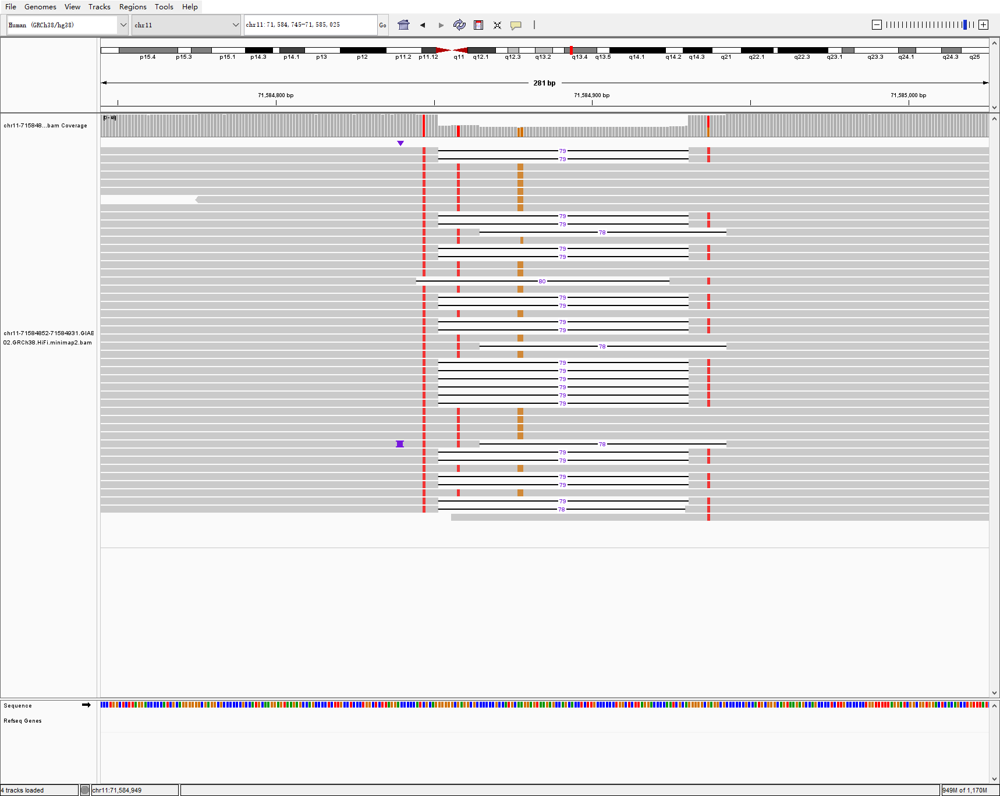 File Genomes View Tracks Regions Tools Help
Human (GRCh38/hg38) chr11 chr11:71,584,745-71,585,025 Go
p15.4 p15.3 p15.1 p14.3 p14.1 p13 p12 p11.2 p11.12 q11 q12.1 q12.3 q13.2 q13.4 q13.5 q14.1 q14.2 q14.3 q21 q22.1 q22.3 q23.1 q23.3 q24.1 q24.3 q25
281 bp
71,584,800 bp 71,584,900 bp 71,585,000 bp
[0 - 46]
chr11-715848...bam Coverage
79
79
79
79
78
79
79
80
79
79
79
79
chr11-71584852-71584931.GIAE
02.GRCh38.HiFi.minimap2.bam
78
79
79
79
79
79
79
78
79
79
79
79
79
78
Sequence
Refseq Genes
4 tracks loaded chr11:71,584,949 949M of 1,170M